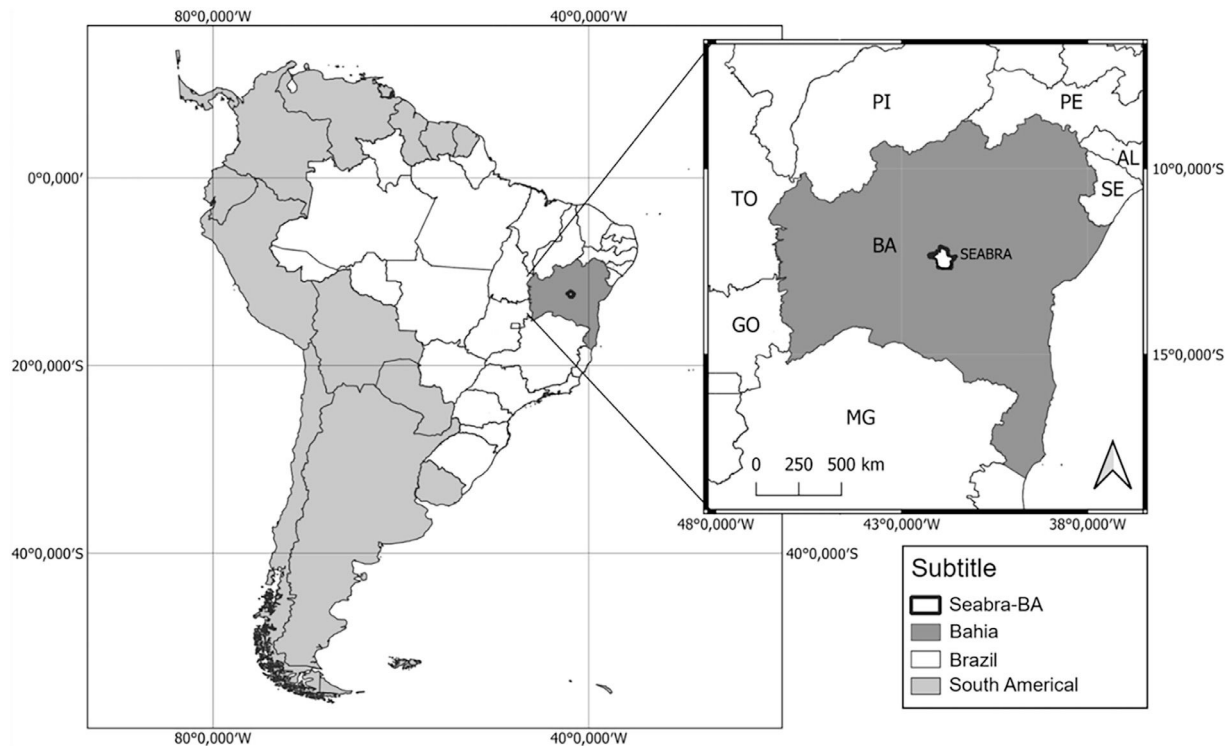 80°0,000'W
40°0,000'W
0°0,000'
20°0,000'S
40°0,000'S
40°0,000'S
80°0,000'W
40°0,000'W
PI
PE
AL
10°0,000'S
SE
TO
BA
SEABRA
GO
15°0,000'S
MG
0 250 500 km
48°0,000'W
43°0,000'W
38°0,000'W
Subtitle
Seabra-BA
Bahia
Brazil
South Americal